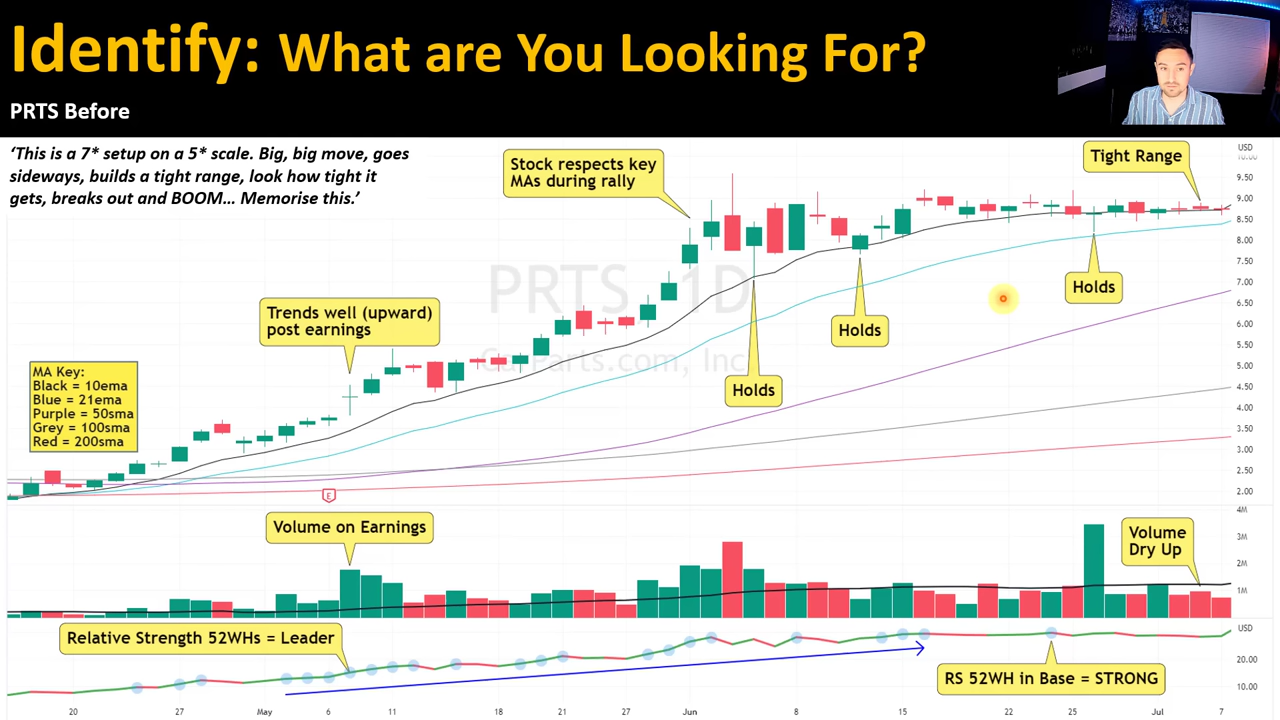 Identify: What are You Looking For?
PRTS Before
‘This is a 7* setup on a 5* scale. Big, big move, goes
sideways, builds a tight range, look how tight it
gets, breaks out and BOOM… Memorise this.’
Stock respects key
MAs during rally
Tight Range
USD
10.00
9.50
9.00
8.50
8.00
7.00
6.50
6.00
5.50
5.00
4.50
4.00
3.50
3.00
2.50
2.00
PRTS, 1D
CarParts.com, Inc.
Trends well (upward)
post earnings
Holds
Holds
Holds
MA Key:
Black = 10ema
Blue = 21ema
Purple = 50sma
Grey = 100sma
Red = 200sma
E
Volume on Earnings
Volume
Dry Up
4M
3M
2M
1M
Relative Strength 52WHs = Leader
RS 52WH in Base = STRONG
USD
20.00
10.00
20 27 May 6 11 18 21 27 Jun 8 15 22 25 Jul 7